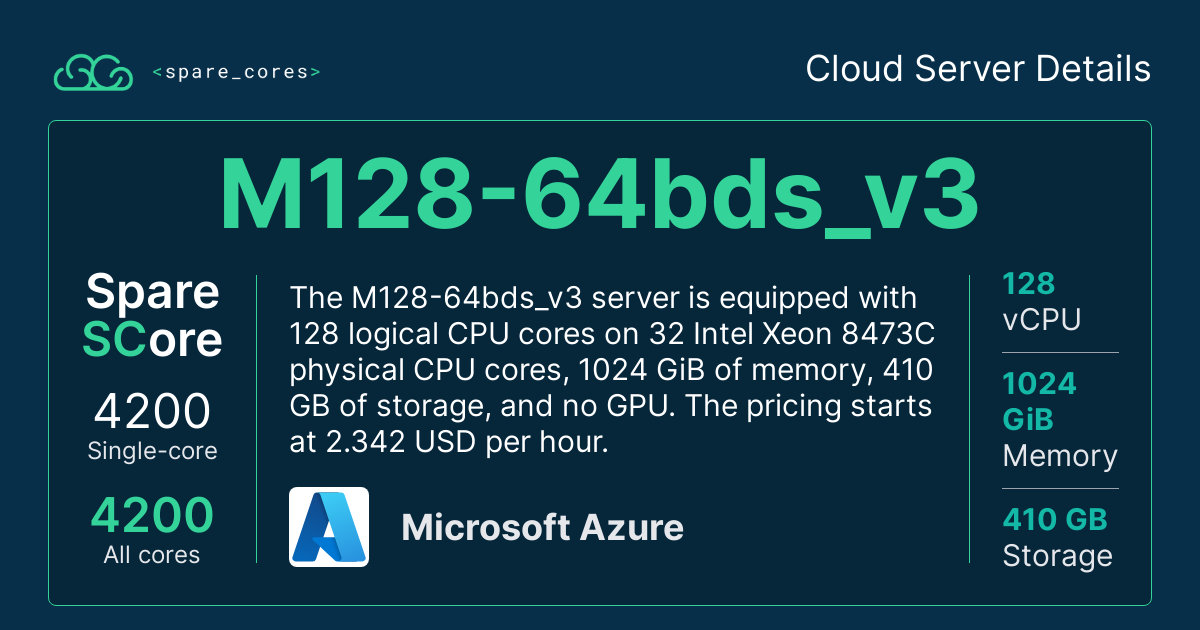 <spare_cores>
Cloud Server Details
M128-64bds_v3
Spare
SCore
4200
Single-core
4200
All cores
The M128-64bds_v3 server is equipped with
128 logical CPU cores on 32 Intel Xeon 8473C
physical CPU cores, 1024 GiB of memory, 410
GB of storage, and no GPU. The pricing starts
at 2.342 USD per hour.
Microsoft Azure
128
vCPU
1024
GiB
Memory
410 GB
Storage